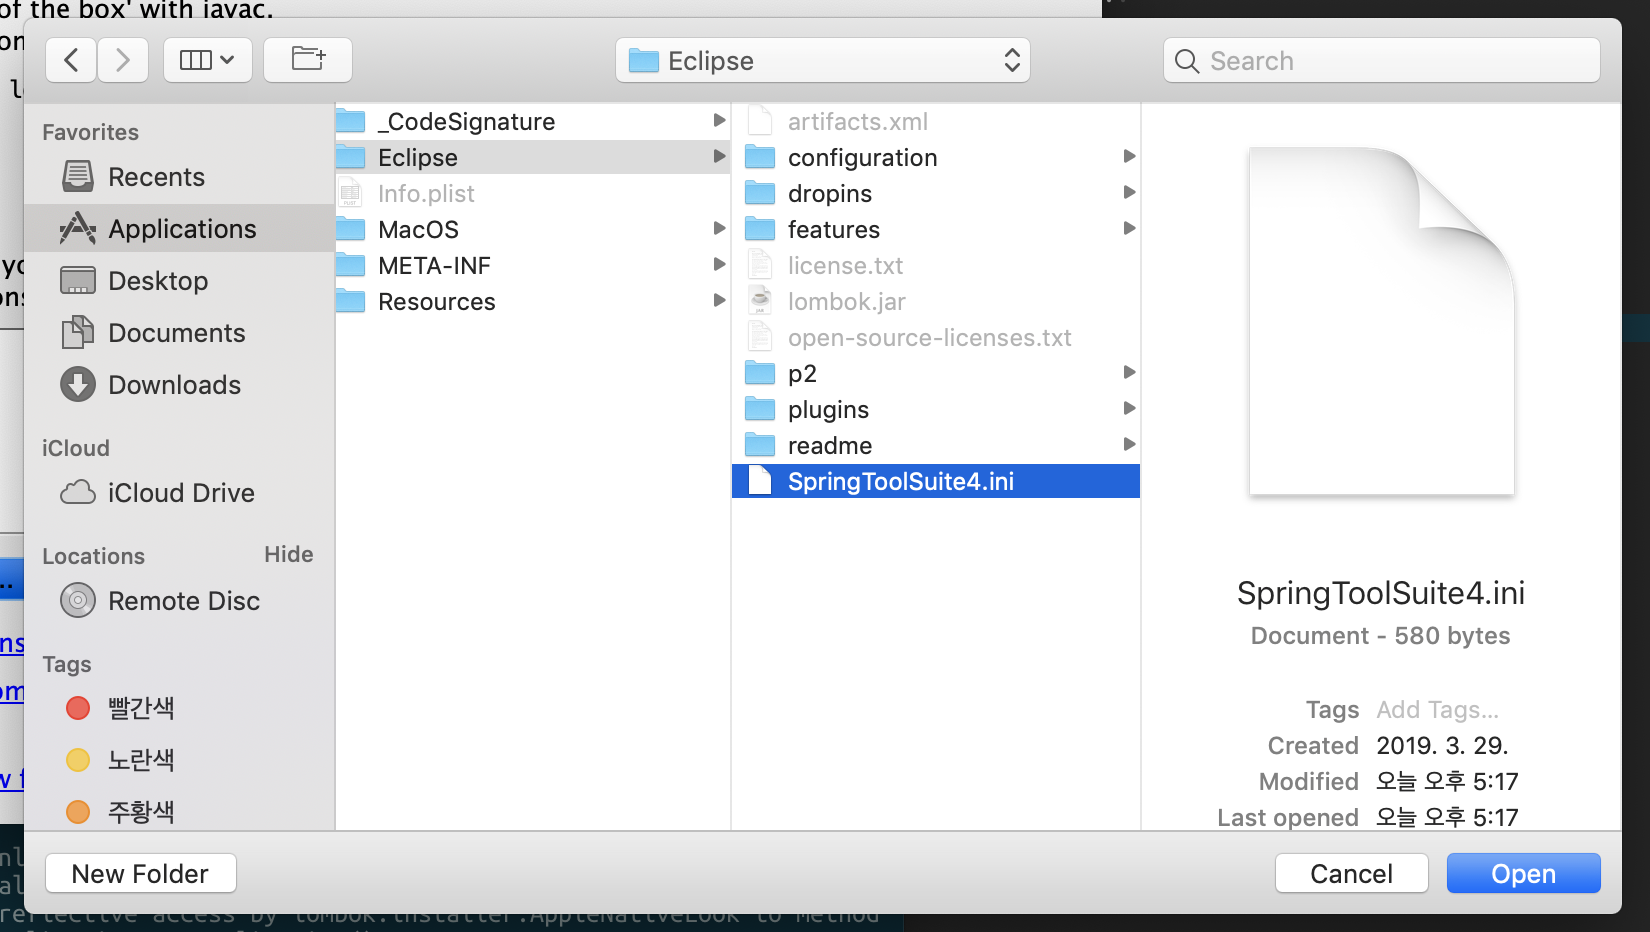 of the box' with javac.
Eclipse
Search
Favorites
Recents
Applications
Desktop
Documents
Downloads
iCloud
iCloud Drive
Locations
Hide
Remote Disc
Tags
빨간색
노란색
주황색
_CodeSignature
Eclipse
Info.plist
MacOS
META-INF
Resources
artifacts.xml
configuration
dropins
features
license.txt
lombok.jar
open-source-licenses.txt
p2
plugins
readme
SpringToolSuite4.ini
SpringToolSuite4.ini
Document - 580 bytes
Tags Add Tags...
Created 2019. 3. 29.
Modified 오늘 오후 5:17
Last opened 오늘 오후 5:17
New Folder
Cancel
Open
reflective access by lombok.installer.AppleNativeLook to method